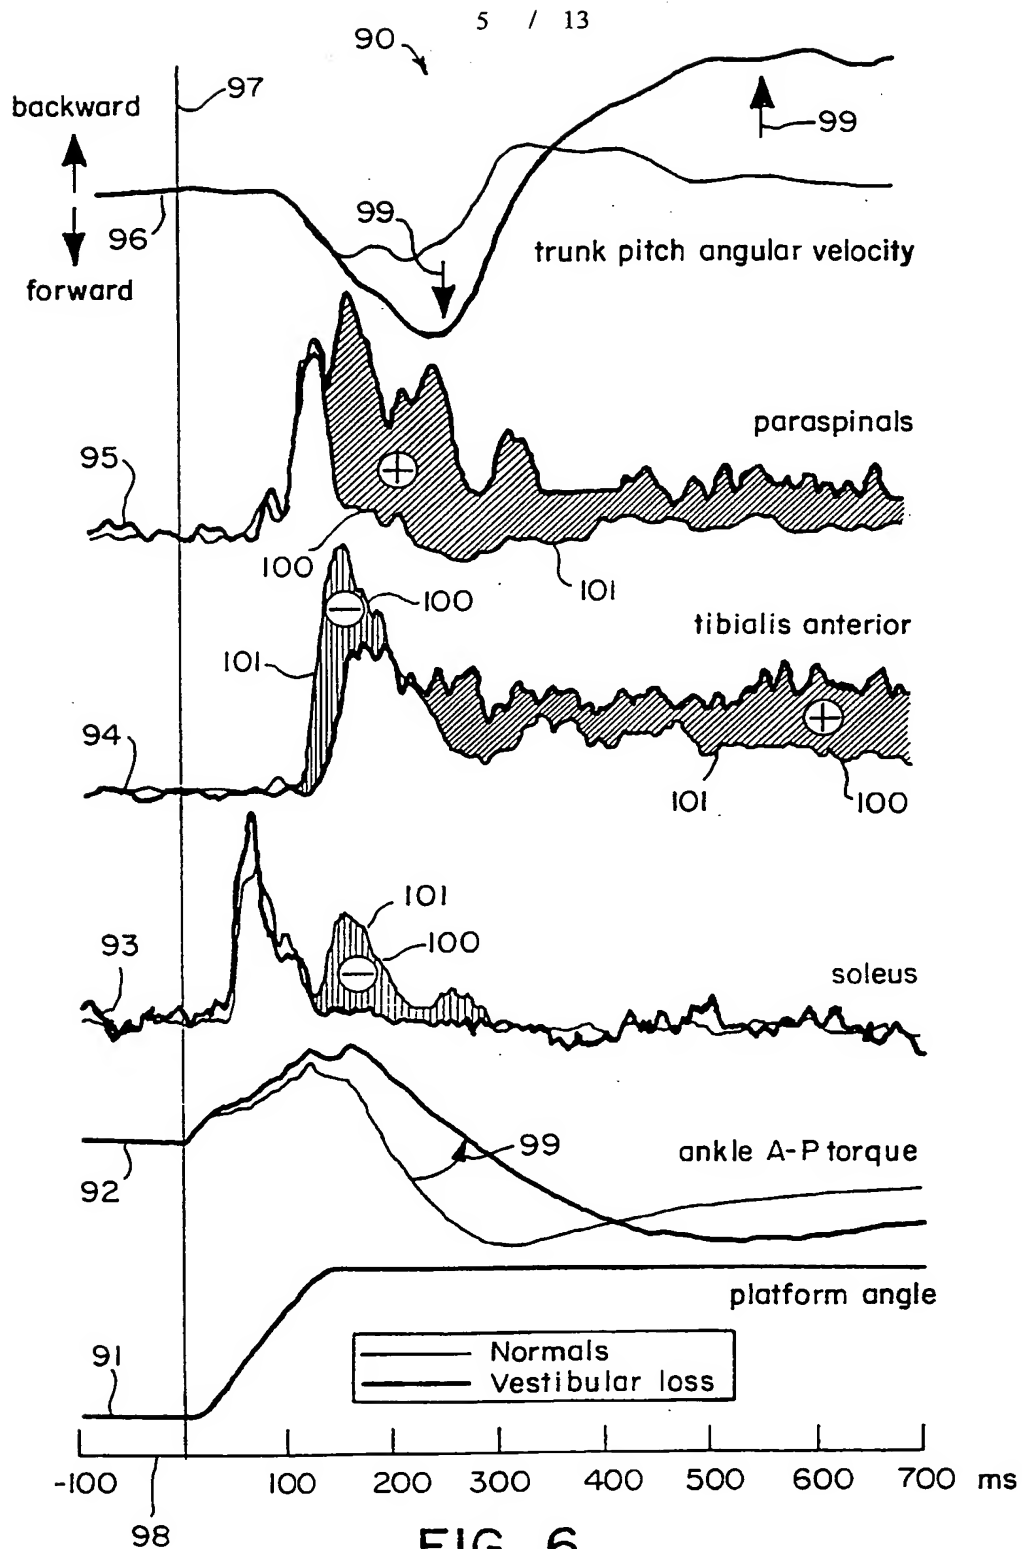 5 / 13
90
97
backward
99
99
96
trunk pitch angular velocity
forward
paraspinals
95
+
100
101
−
100
tibialis anterior
101
+
94
101
100
101
100
93
−
soleus
99
ankle A-P torque
92
platform angle
Normals
91
Vestibular loss
-100 100 200 300 400 500 600 700 ms
98
FIG. 6